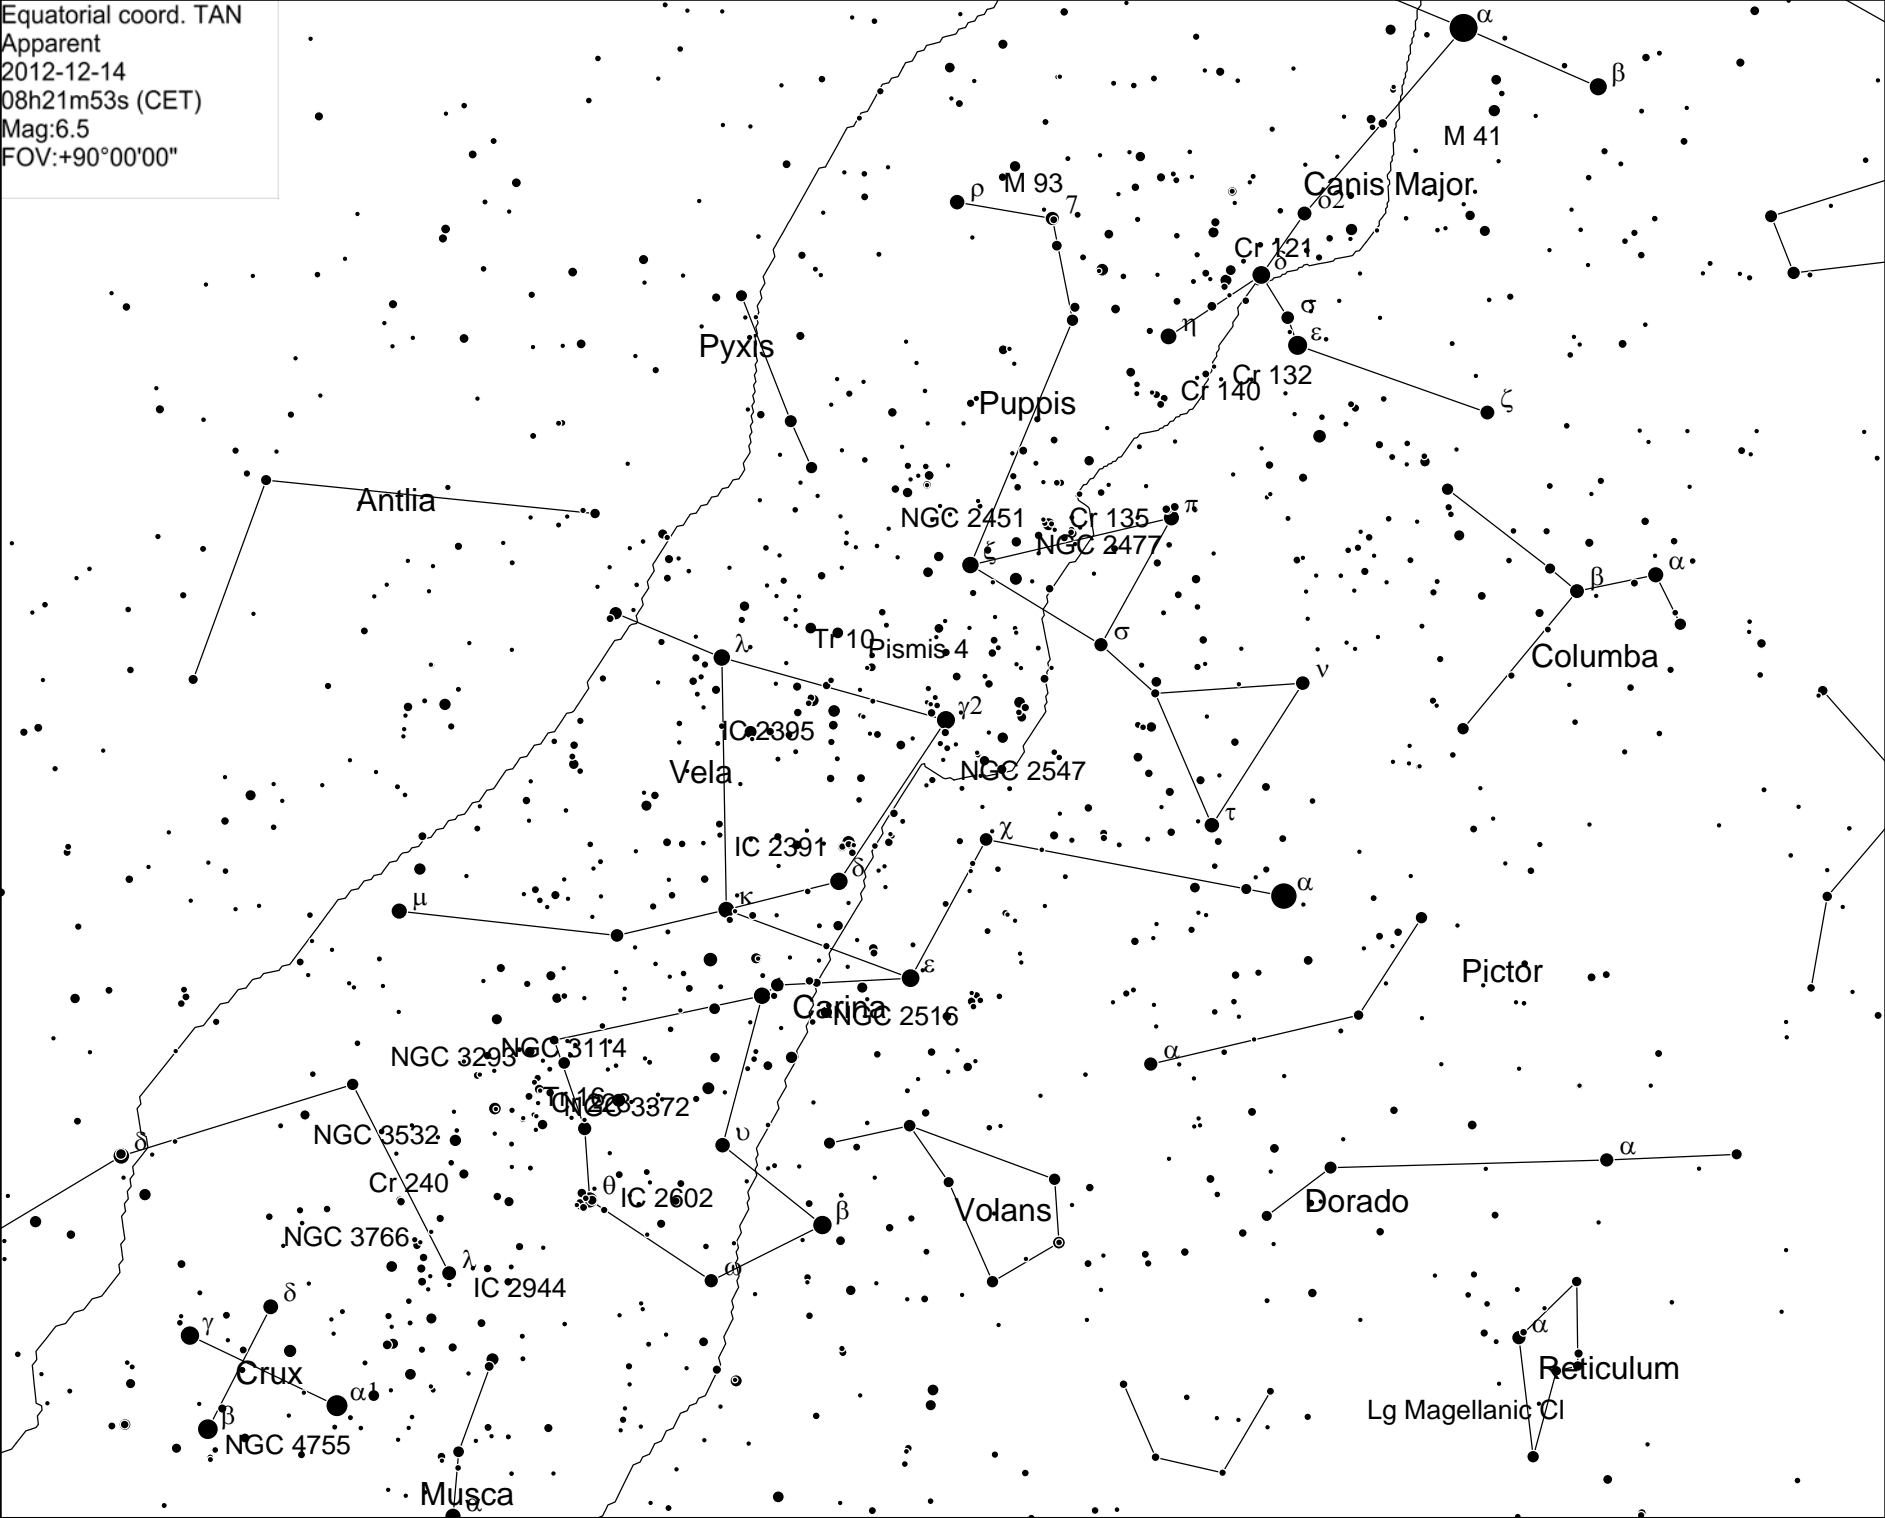 Equatorial coord. TAN
Apparent
2012-12-14
08h21m53s (CET)
Mag:6.5
FOV:+90°00'00"
α
β
M 41
M 93
ρ
7
Canis Major
ο2
Cr 121
δ
σ
η
ε
Pyxis
Cr 132
Cr 140
Puppis
ζ
Antlia
NGC 2451
Cr 135
π
NGC 2477
ζ
β
α
Tr 10
Pismis 4
λ
σ
Columba
ν
γ2
IC 2395
Vela
NGC 2547
τ
χ
IC 2391
δ
α
μ
κ
ε
Pictor
Carina
NGC 2516
NGC 3293
NGC 3114
α
Tr 16
NGC 3372
NGC 3532
δ
υ
α
Cr 240
θ
IC 2602
Volans
Dorado
β
NGC 3766
λ
ω
IC 2944
δ
γ
α
Crux
Reticulum
α1
β
Lg Magellanic Cl
NGC 4755
Musca
α